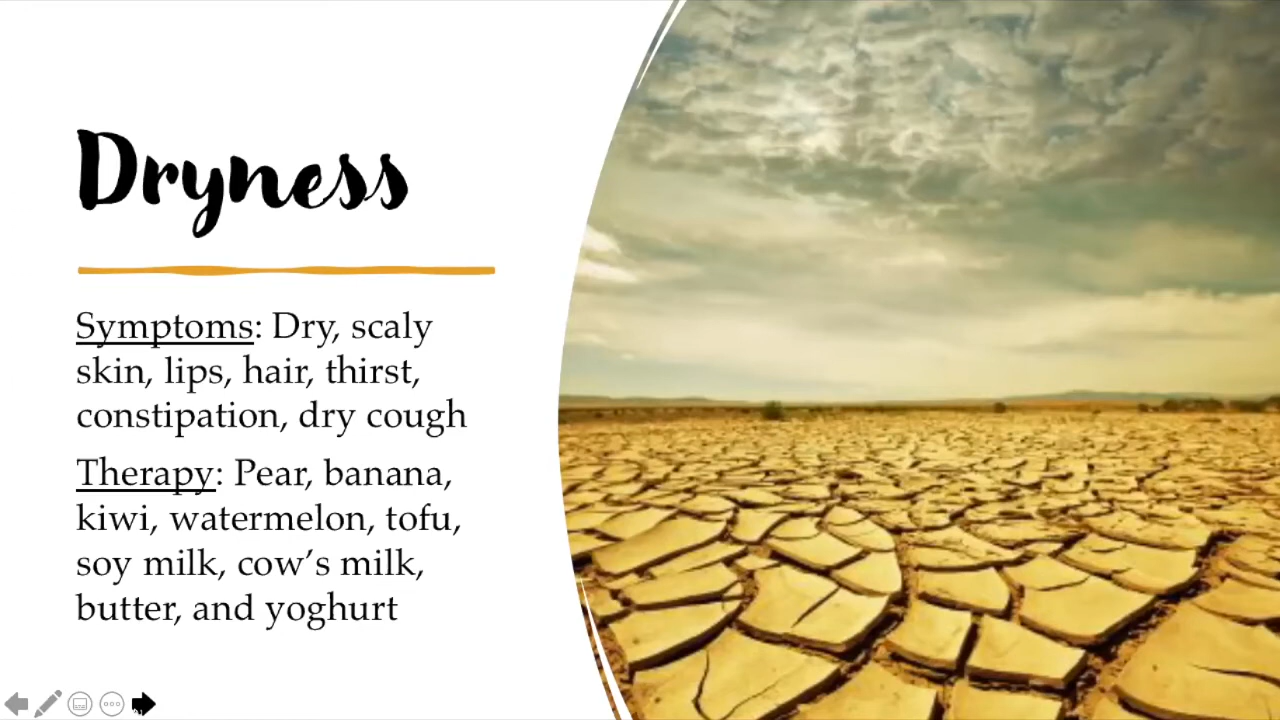 Dryness
Symptoms: Dry, scaly
skin, lips, hair, thirst,
constipation, dry cough
Therapy: Pear, banana,
kiwi, watermelon, tofu,
soy milk, cow’s milk,
butter, and yoghurt